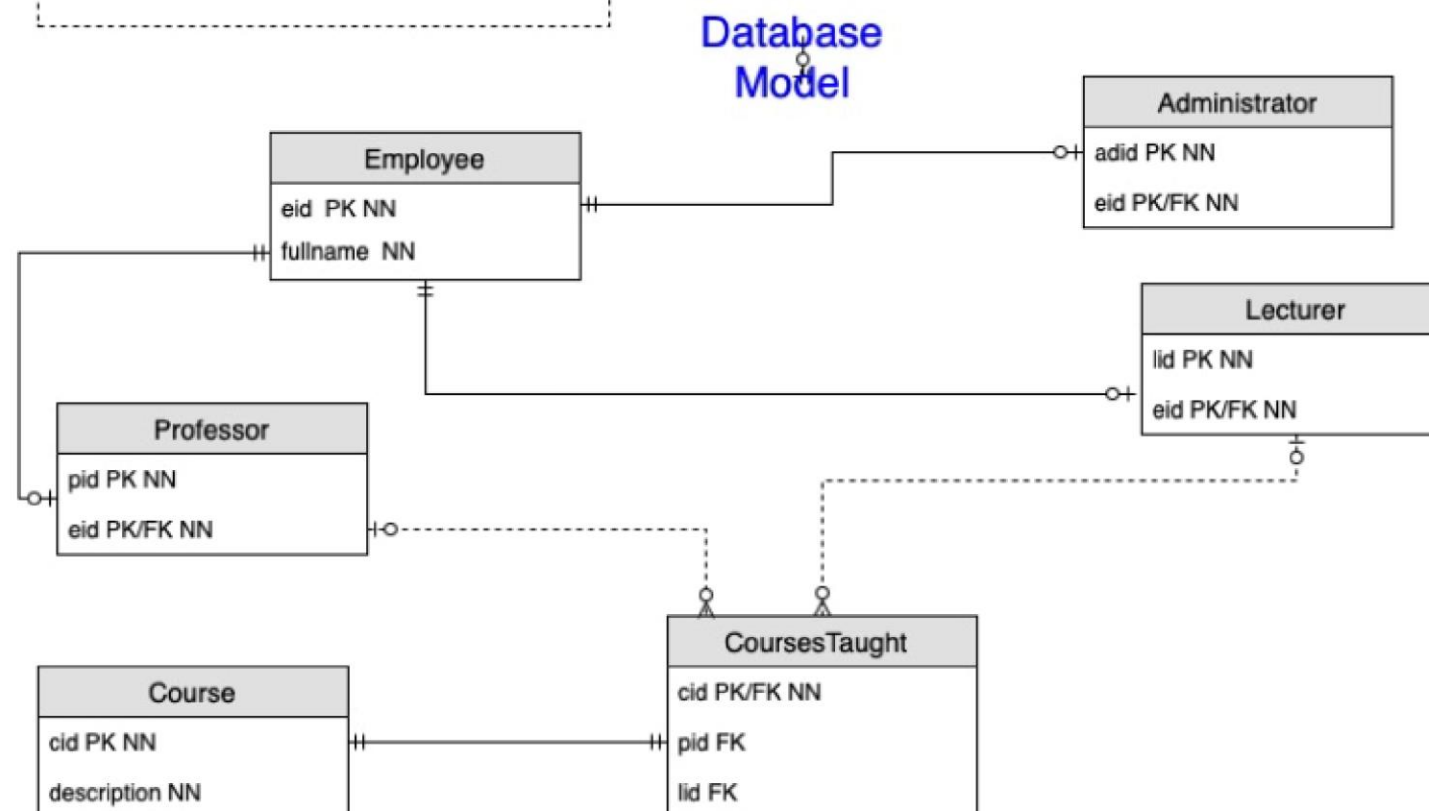 Database
Model
Administrator
adid PK NN
eid PK/FK NN
Employee
eid PK NN
fullname NN
Lecturer
lid PK NN
eid PK/FK NN
Professor
pid PK NN
eid PK/FK NN
CoursesTaught
cid PK/FK NN
pid FK
lid FK
Course
cid PK NN
description NN